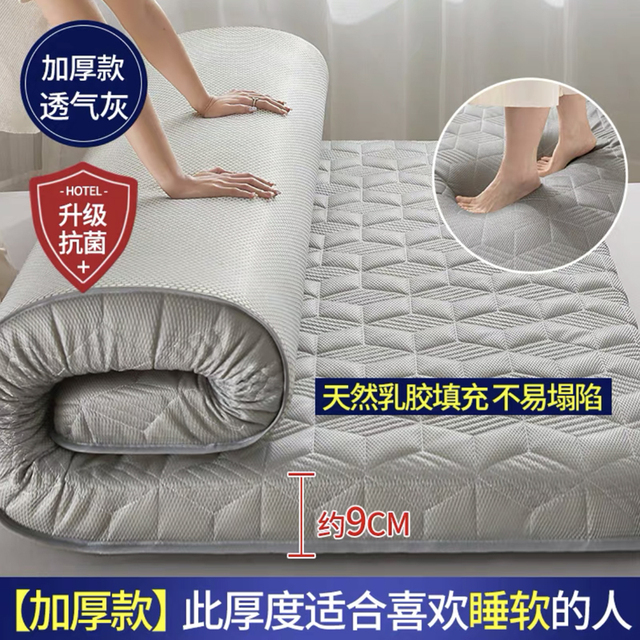 加厚款
透气灰
HOTEL
升级
抗菌
+
天然乳胶填充 不易塌陷
约9CM
【加厚款】此厚度适合喜欢睡软的人